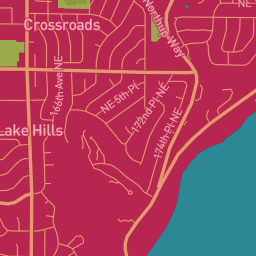 NE
Northup Way
Crossroads
166th Ave NE
NE 5th Pl
172nd Pl NE
174th Pl NE
Lake Hills